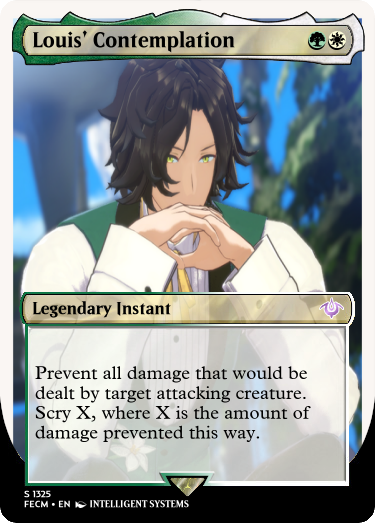 Louis' Contemplation
Legendary Instant
Prevent all damage that would be
dealt by target attacking creature.
Scry X, where X is the amount of
damage prevented this way.
S 1325
FECM • EN INTELLIGENT SYSTEMS